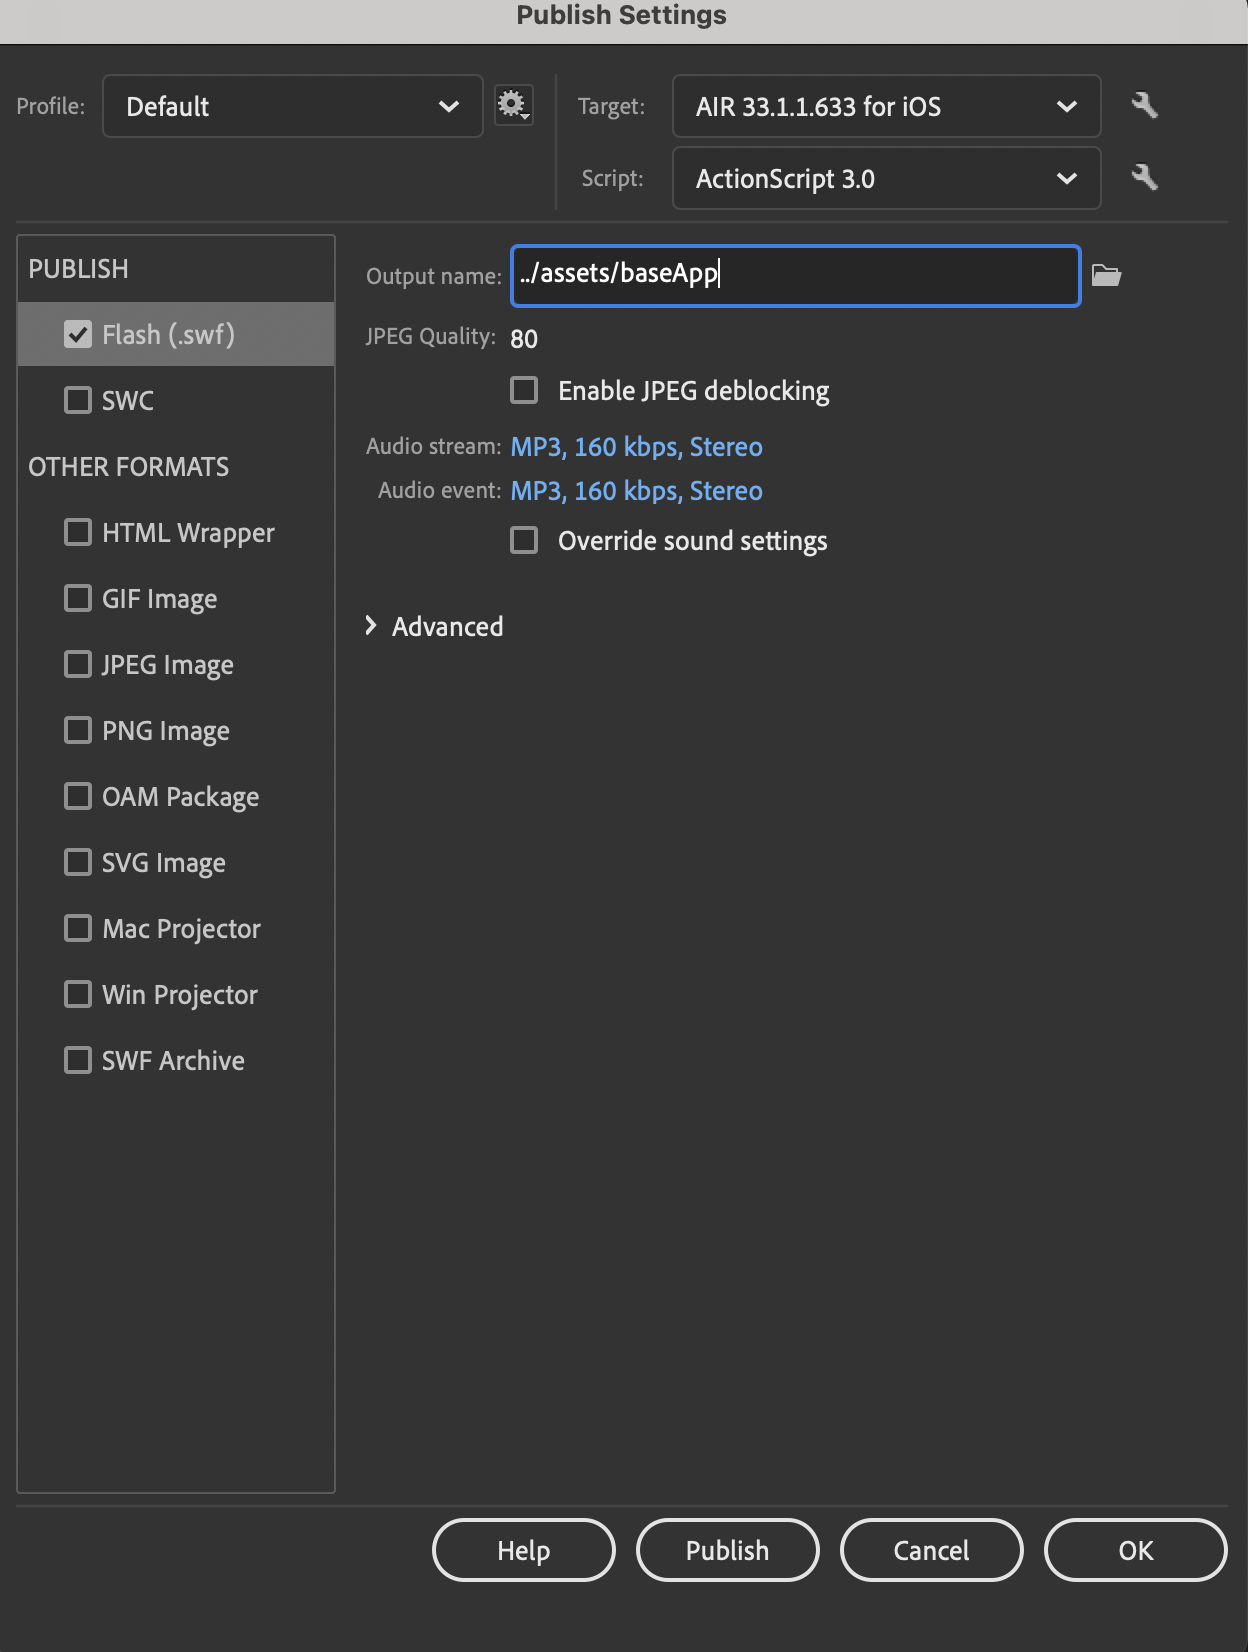 Publish Settings
Profile: Default
Target: AIR 33.1.1.633 for iOS
Script: ActionScript 3.0
PUBLISH
Flash (.swf)
SWC
OTHER FORMATS
HTML Wrapper
GIF Image
JPEG Image
PNG Image
OAM Package
SVG Image
Mac Projector
Win Projector
SWF Archive
Output name: ../assets/baseApp
JPEG Quality: 80
Enable JPEG deblocking
Audio stream: MP3, 160 kbps, Stereo
Audio event: MP3, 160 kbps, Stereo
Override sound settings
Advanced
Help Publish Cancel OK